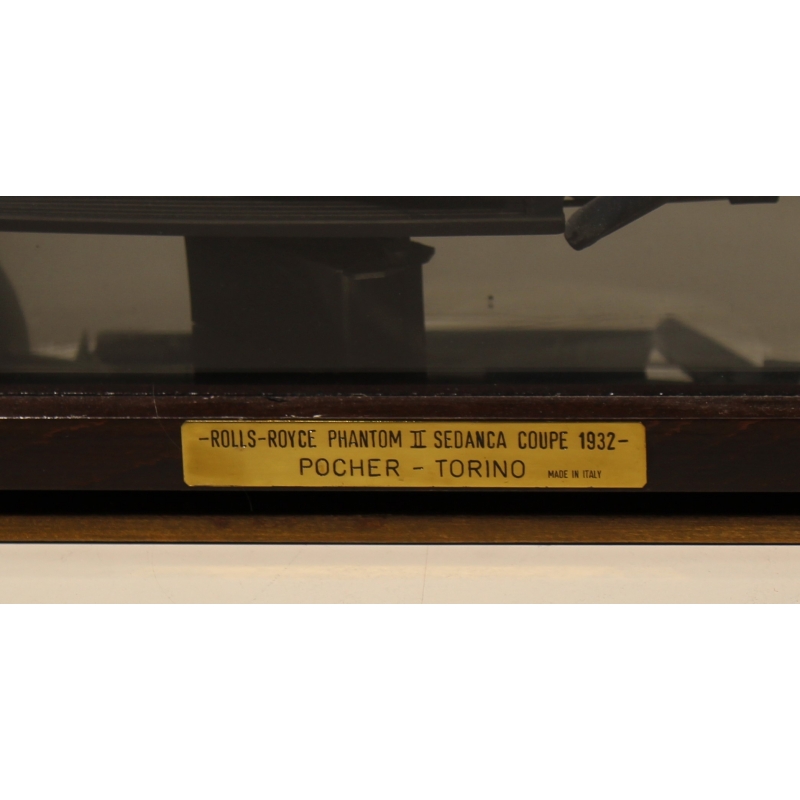 -ROLLS-ROYCE PHANTOM II SEDANCA COUPE 1932-
POCHER - TORINO MADE IN ITALY